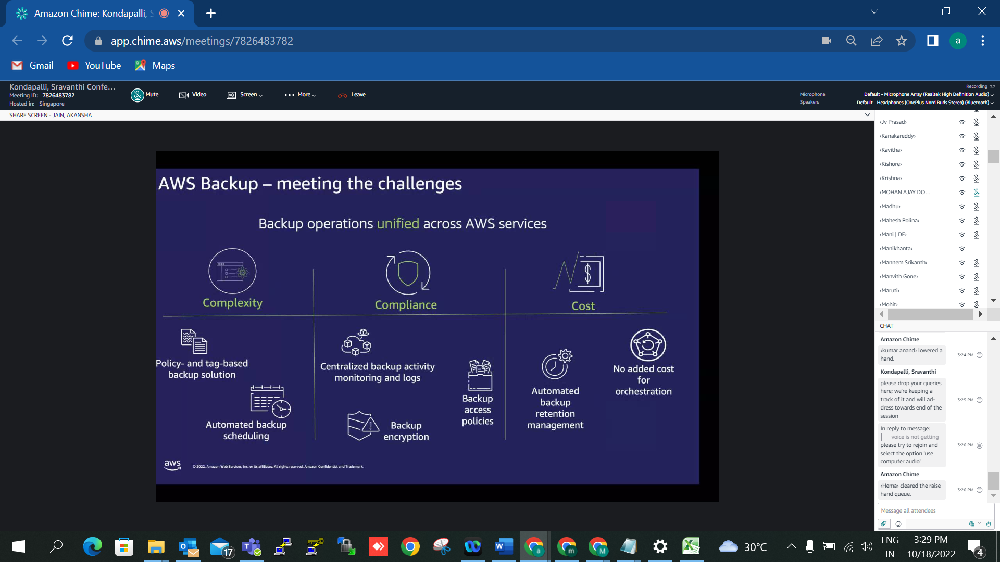 Amazon Chime: Kondapalli, S
app.chime.aws/meetings/7826483782
a
Gmail
YouTube
Maps
Kondapalli, Sravanthi Confe...
Meeting ID: 7826483782
Hosted in: Singapore
Mute
Video
Screen
More
Leave
Recording
Microphone
Default - Microphone Array (Realtek High Definition Audio)
Speakers
Default - Headphones (OnePlus Nord Buds Stereo) (Bluetooth)
SHARE SCREEN - JAIN, AKANSHA
AWS Backup – meeting the challenges
Backup operations unified across AWS services
Complexity
Compliance
$
Cost
Policy- and tag-based
backup solution
Automated backup
scheduling
Centralized backup activity
monitoring and logs
Backup
encryption
Backup
access
policies
Automated
backup
retention
management
No added cost
for
orchestration
aws
© 2022, Amazon Web Services, Inc. or its affiliates. All rights reserved. Amazon Confidential and Trademark.
‹Jv Prasad›
‹Kanakareddy›
‹Kavitha›
‹Kishore›
‹Krishna›
‹MOHAN AJAY DO...
‹Madhu›
‹Mahesh Polina›
‹Mani | DE›
‹Manikhanta›
‹Mannem Srikanth›
‹Manvith Gone›
‹Maruti›
‹Mohit›
CHAT
Amazon Chime
‹kumar anand› lowered a
hand.
3:24 PM
Kondapalli, Sravanthi
please drop your queries
here; we're keeping a
track of it and will ad-
dress towards end of the
session
3:25 PM
In reply to message:
voice is not getting
please try to rejoin and
select the option 'use
computer audio'
3:26 PM
Amazon Chime
‹Hema› cleared the raise
hand queue.
3:26 PM
Message all attendees
17
T
W
a
m
M
30°C
ENG
IN
3:29 PM
10/18/2022
4